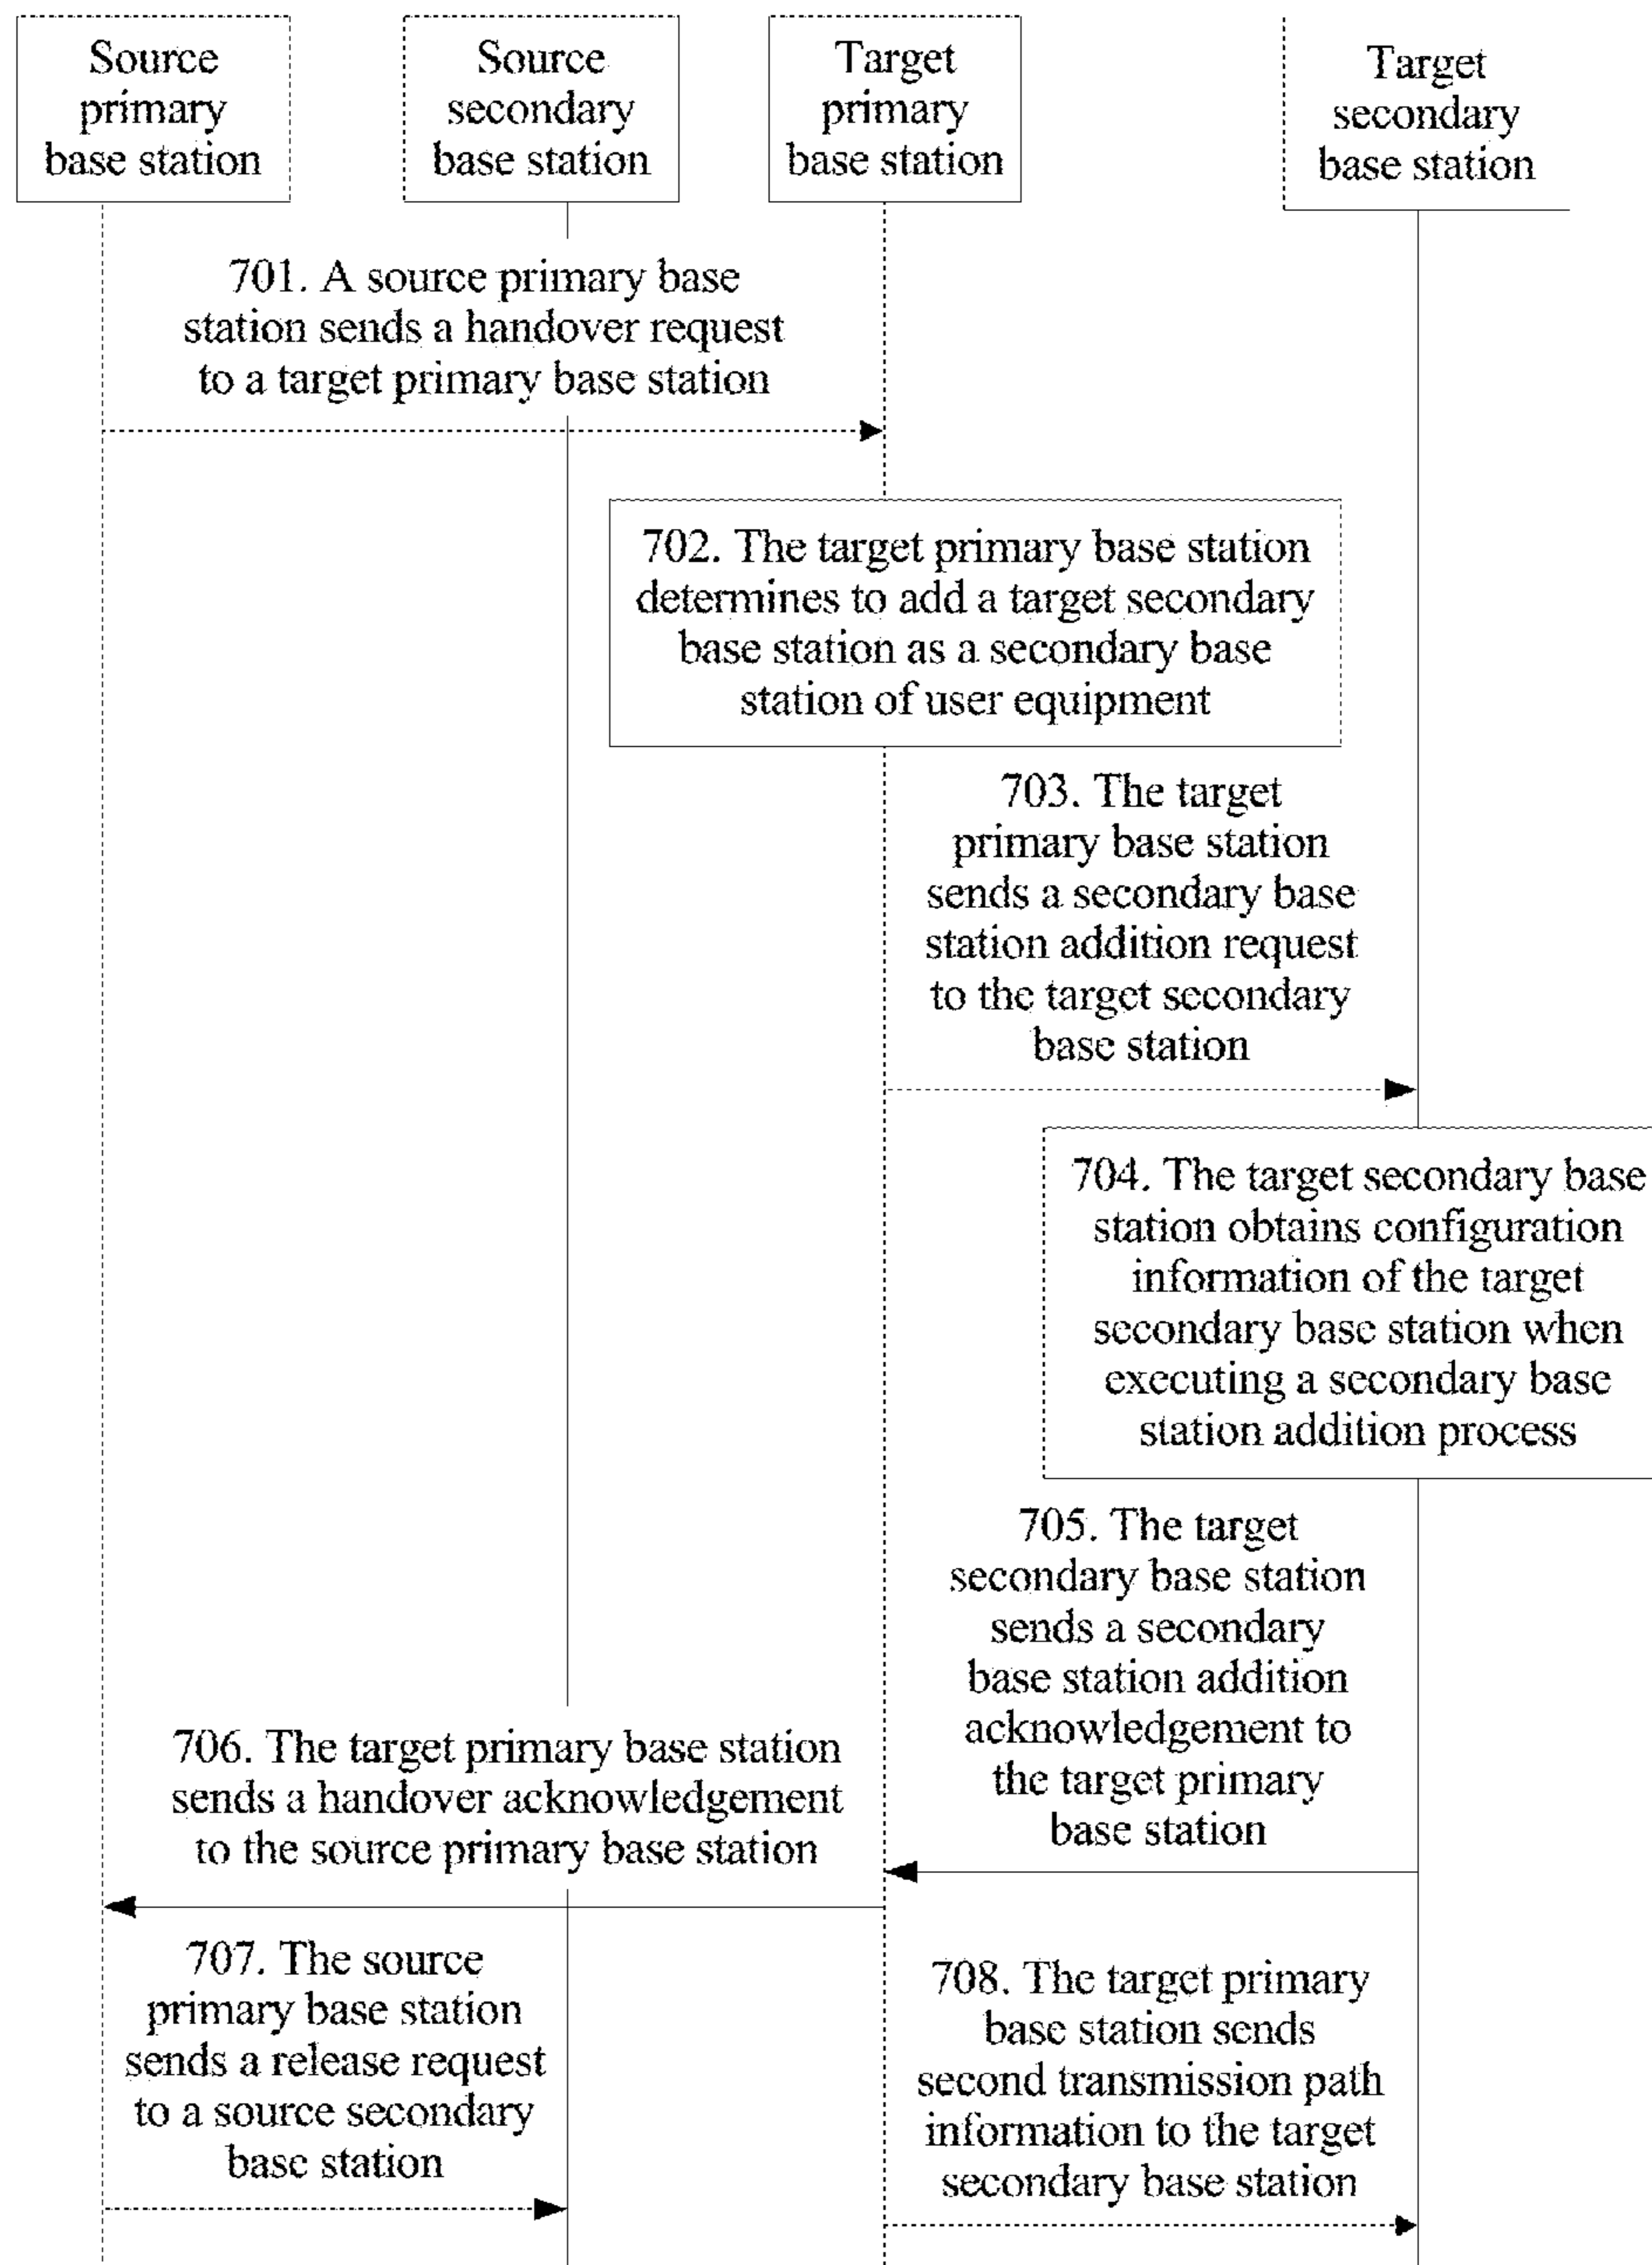 Source
primary
base station
Source
secondary
base station
Target
primary
base station
Target
secondary
base station
701. A source primary base
station sends a handover request
to a target primary base station
702. The target primary base station
determines to add a target secondary
base station as a secondary base
station of user equipment
703. The target
primary base station
sends a secondary base
station addition request
to the target secondary
base station
704. The target secondary base
station obtains configuration
information of the target
secondary base station when
executing a secondary base
station addition process
705. The target
secondary base station
sends a secondary
base station addition
acknowledgement to
the target primary
base station
706. The target primary base station
sends a handover acknowledgement
to the source primary base station
707. The source
primary base station
sends a release request
to a source secondary
base station
708. The target primary
base station sends
second transmission path
information to the target
secondary base station